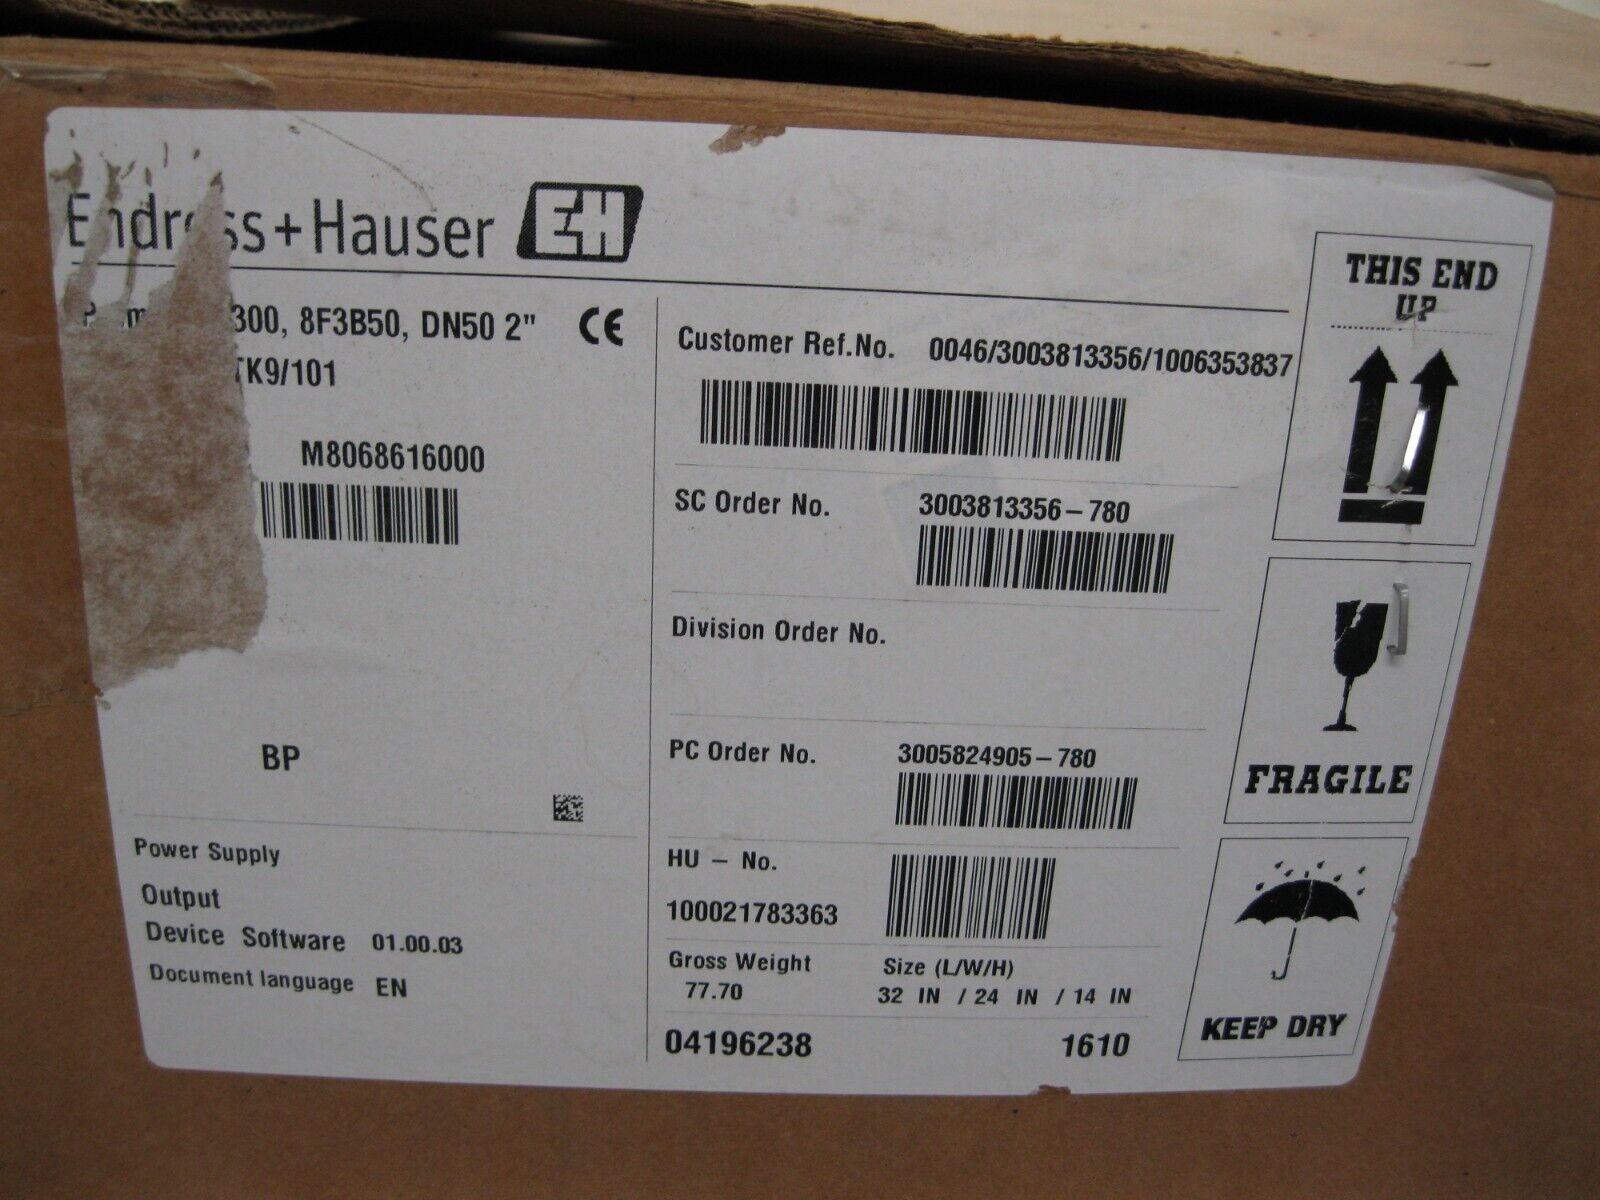 Endress+Hauser EH
300, 8F3B50, DN50 2" CE
TK9/101
M8068616000
BP
Power Supply
Output
Device Software 01.00.03
Document language EN
Customer Ref.No. 0046/3003813356/1006353837
SC Order No. 3003813356-780
Division Order No.
PC Order No. 3005824905-780
HU - No.
100021783363
Gross Weight Size (L/W/H)
77.70 32 IN / 24 IN / 14 IN
04196238 1610
THIS END
UP
FRAGILE
KEEP DRY